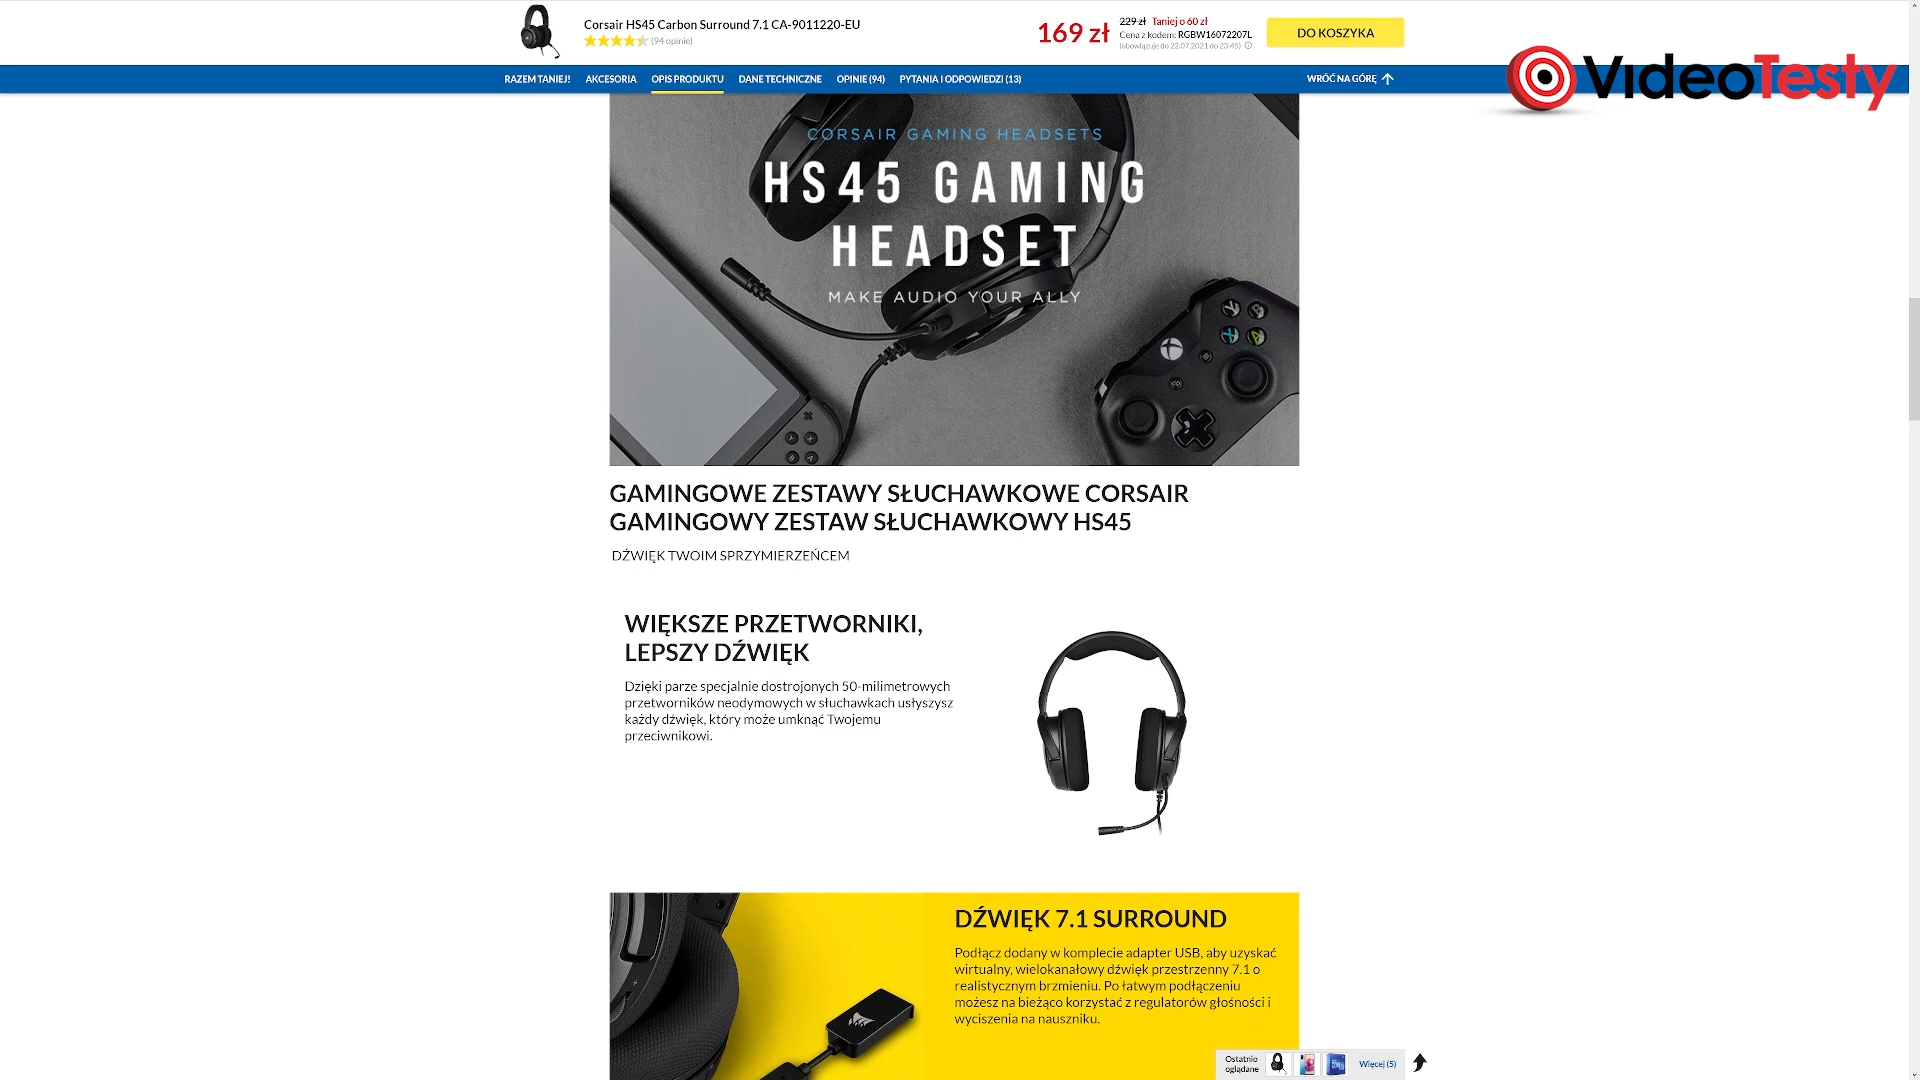 Corsair HS45 Carbon Surround 7.1 CA-9011220-EU
(94 opinie)
169 zł
229 zł Taniej o 60 zł
Cena z kodem: RGBW16072207L
(obowiązuje do 22.07.2021 do 23:45)
DO KOSZYKA
RAZEM TANIEJ! AKCESORIA OPIS PRODUKTU DANE TECHNICZNE OPINIE (94) PYTANIA I ODPOWIEDZI (13) WRÓĆ NA GÓRĘ
VideoTesty
CORSAIR GAMING HEADSETS
HS45 GAMING
HEADSET
MAKE AUDIO YOUR ALLY
GAMINGOWE ZESTAWY SŁUCHAWKOWE CORSAIR
GAMINGOWY ZESTAW SŁUCHAWKOWY HS45
DŹWIĘK TWOIM SPRZYMIERZEŃCEM
WIĘKSZE PRZETWORNIKI,
LEPSZY DŹWIĘK
Dzięki parze specjalnie dostrojonych 50-milimetrowych
przetworników neodymowych w słuchawkach usłyszysz
każdy dźwięk, który może umknąć Twojemu
przeciwnikowi.
DŹWIĘK 7.1 SURROUND
Podłącz dodany w komplecie adapter USB, aby uzyskać
wirtualny, wielokanałowy dźwięk przestrzenny 7.1 o
realistycznym brzmieniu. Po łatwym podłączeniu
możesz na bieżąco korzystać z regulatorów głośności i
wyciszenia na nauszniku.
Ostatnio
oglądane
Więcej (5)